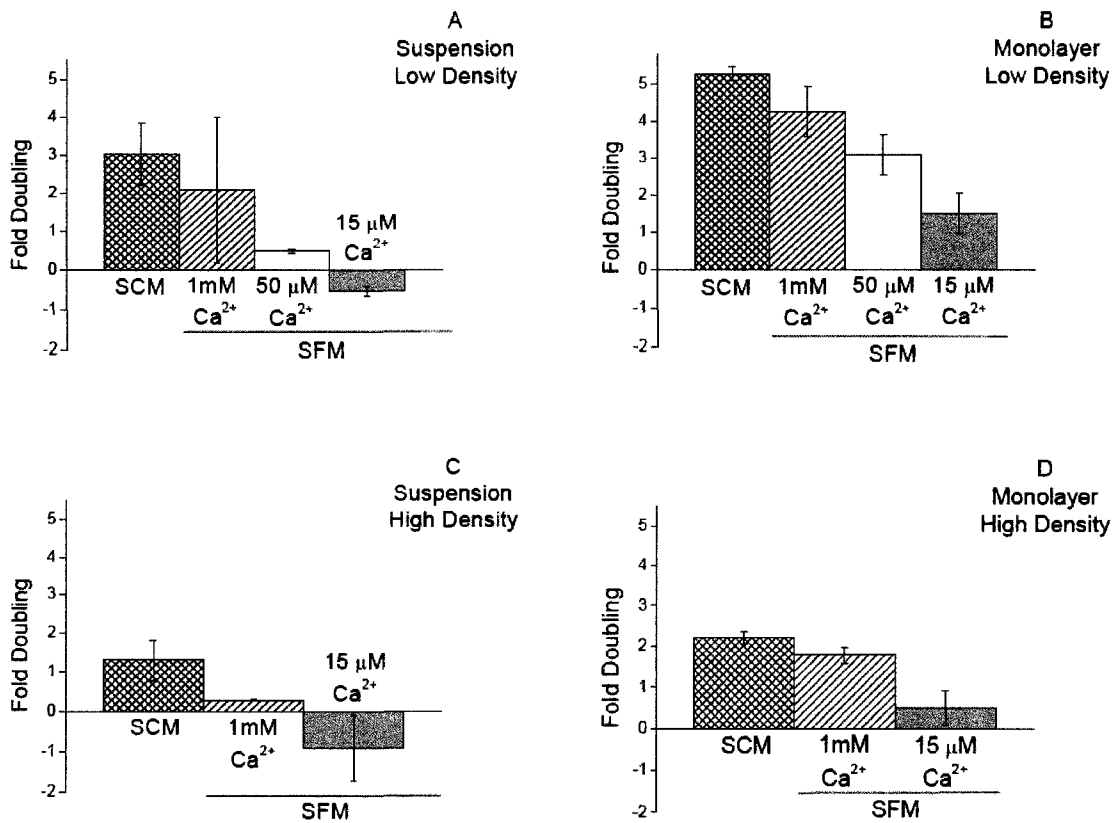 A
Suspension
Low Density
Fold Doubling
5
4
3
2
1
0
-1
-2
15 µM
Ca²⁺
SCM
1mM
Ca²⁺
50 µM
Ca²⁺
SFM
B
Monolayer
Low Density
Fold Doubling
5
4
3
2
1
0
-1
-2
SCM
1mM
Ca²⁺
50 µM
Ca²⁺
15 µM
Ca²⁺
SFM
C
Suspension
High Density
Fold Doubling
5
4
3
2
1
0
-1
-2
15 µM
Ca²⁺
SCM
1mM
Ca²⁺
SFM
D
Monolayer
High Density
Fold Doubling
5
4
3
2
1
0
-1
-2
SCM
1mM
Ca²⁺
15 µM
Ca²⁺
SFM